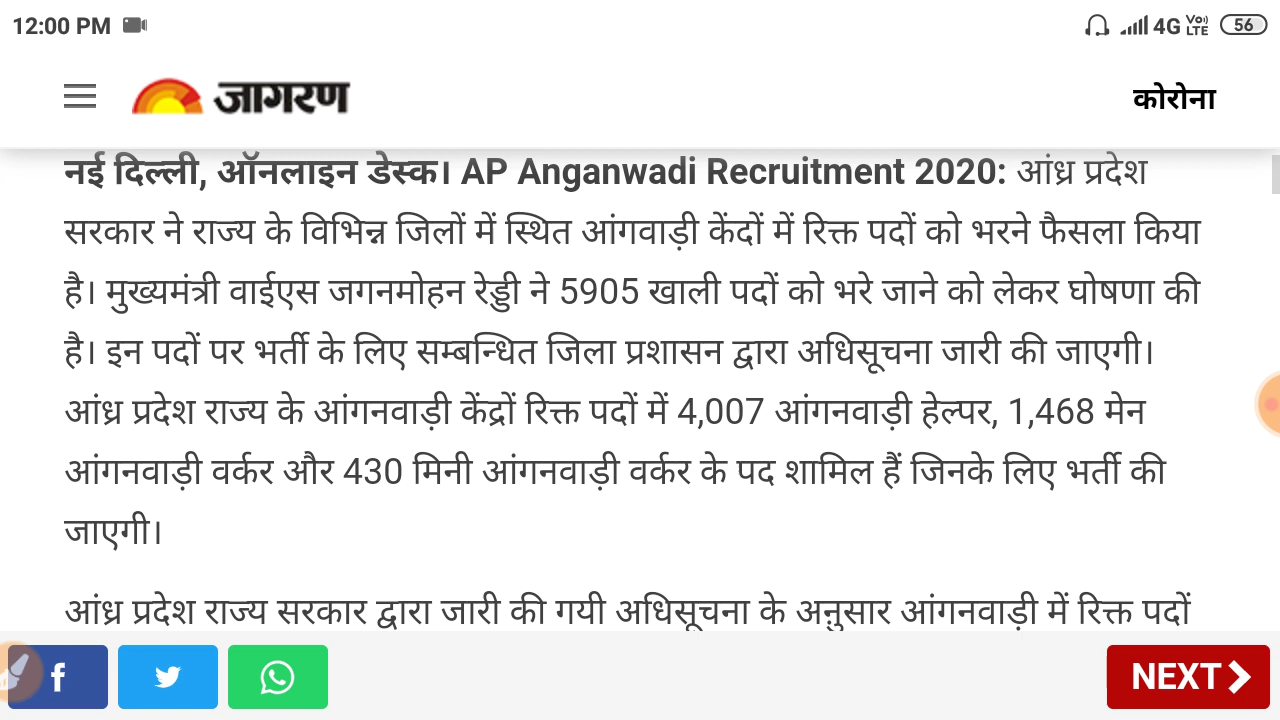 12:00 PM 4G Vo)) LTE 56
जागरण कोरोना
नई दिल्ली, ऑनलाइन डेस्क। AP Anganwadi Recruitment 2020: आंध्र प्रदेश
सरकार ने राज्य के विभिन्न जिलों में स्थित आंगवाड़ी केंदों में रिक्त पदों को भरने फैसला किया
है। मुख्यमंत्री वाईएस जगनमोहन रेड्डी ने 5905 खाली पदों को भरे जाने को लेकर घोषणा की
है। इन पदों पर भर्ती के लिए सम्बन्धित जिला प्रशासन द्वारा अधिसूचना जारी की जाएगी।
आंध्र प्रदेश राज्य के आंगनवाड़ी केंद्रों रिक्त पदों में 4,007 आंगनवाड़ी हेल्पर, 1,468 मेन
आंगनवाड़ी वर्कर और 430 मिनी आंगनवाड़ी वर्कर के पद शामिल हैं जिनके लिए भर्ती की
जाएगी।
आंध्र प्रदेश राज्य सरकार द्वारा जारी की गयी अधिसूचना के अनुसार आंगनवाड़ी में रिक्त पदों
f NEXT